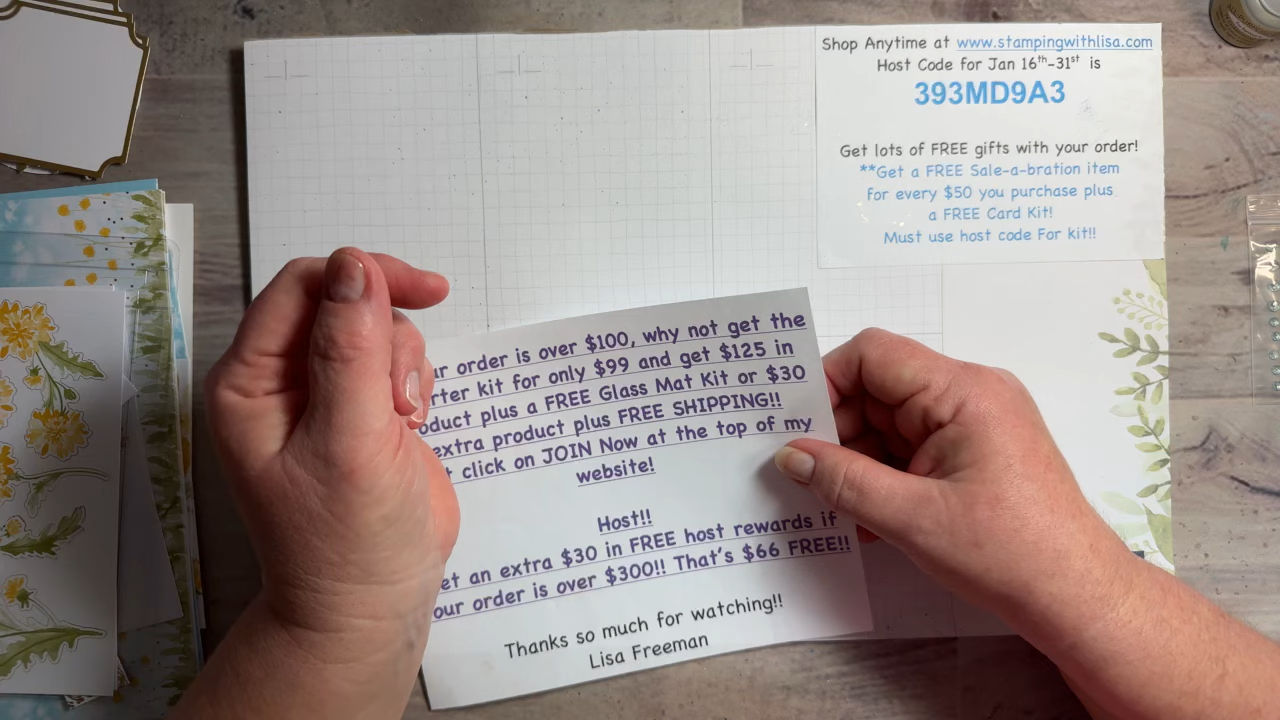 Shop Anytime at www.stampingwithlisa.com
Host Code for Jan 16th-31st is
393MD9A3
Get lots of FREE gifts with your order!
**Get a FREE Sale-a-bration item
for every $50 you purchase plus
a FREE Card Kit!
Must use host code For kit!!
order is over $100, why not get the
kit for only $99 and get $125 in
plus a FREE Glass Mat Kit or $30
extra product plus FREE SHIPPING!!
click on JOIN Now at the top of my
website!
Host!!
an extra $30 in FREE host rewards if
order is over $300!! That's $66 FREE!!
Thanks so much for watching!!
Lisa Freeman